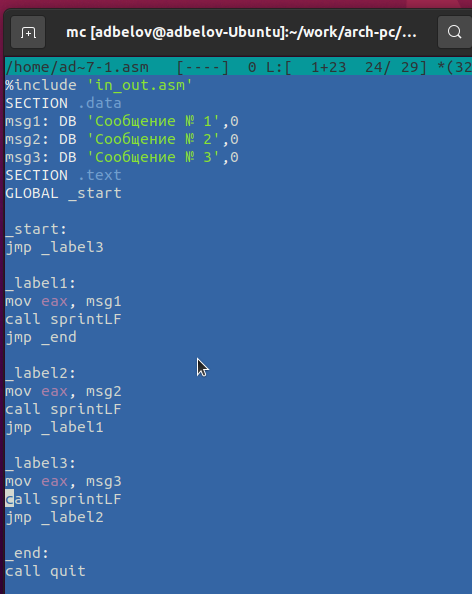 mc [adbelov@adbelov-Ubuntu]:~/work/arch-pc/...
/home/ad~7-1.asm [----] 0 L:[ 1+23 24/ 29] *(32
%include 'in_out.asm'
SECTION .data
msg1: DB 'Сообщение № 1',0
msg2: DB 'Сообщение № 2',0
msg3: DB 'Сообщение № 3',0
SECTION .text
GLOBAL _start
_start:
jmp _label3
_label1:
mov eax, msg1
call sprintLF
jmp _end
_label2:
mov eax, msg2
call sprintLF
jmp _label1
_label3:
mov eax, msg3
call sprintLF
jmp _label2
_end:
call quit